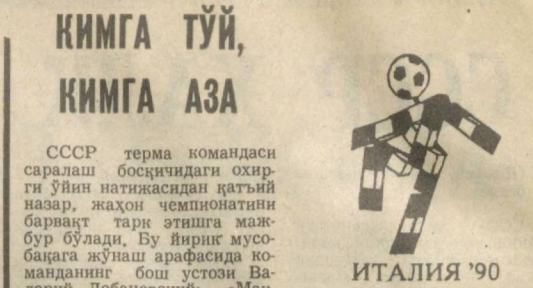 КИМГА ТЎЙ,
КИМГА АЗА
СССР терма командаси
саралаш босқичидаги охир-
ги ўйин натижасидан қатъий
назар, жаҳон чемпионатини
барвақт тарк этишга маж-
бур бўлади. Бу йирик мусо-
бақага жўнаш арафасида ко-
манданинг бош устози Ва-
ИТАЛИЯ '90